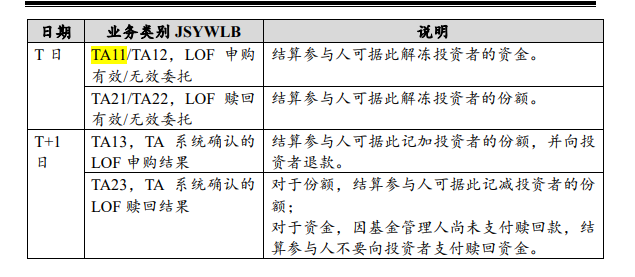 日期 业务类别 JSYWLB 说明
T 日 TA11/TA12，LOF 申购 结算参与人可据此解冻投资者的资金。
有效/无效委托
TA21/TA22，LOF 赎回 结算参与人可据此解冻投资者的份额。
有效/无效委托
T+1 TA13，TA 系统确认的 结算参与人可据此记加投资者的份额，并向投
日 LOF 申购结果 资者退款。
TA23，TA 系统确认的 对于份额，结算参与人可据此记减投资者的份
LOF 赎回结果 额；
对于资金，因基金管理人尚未支付赎回款，结
算参与人不要向投资者支付赎回资金。